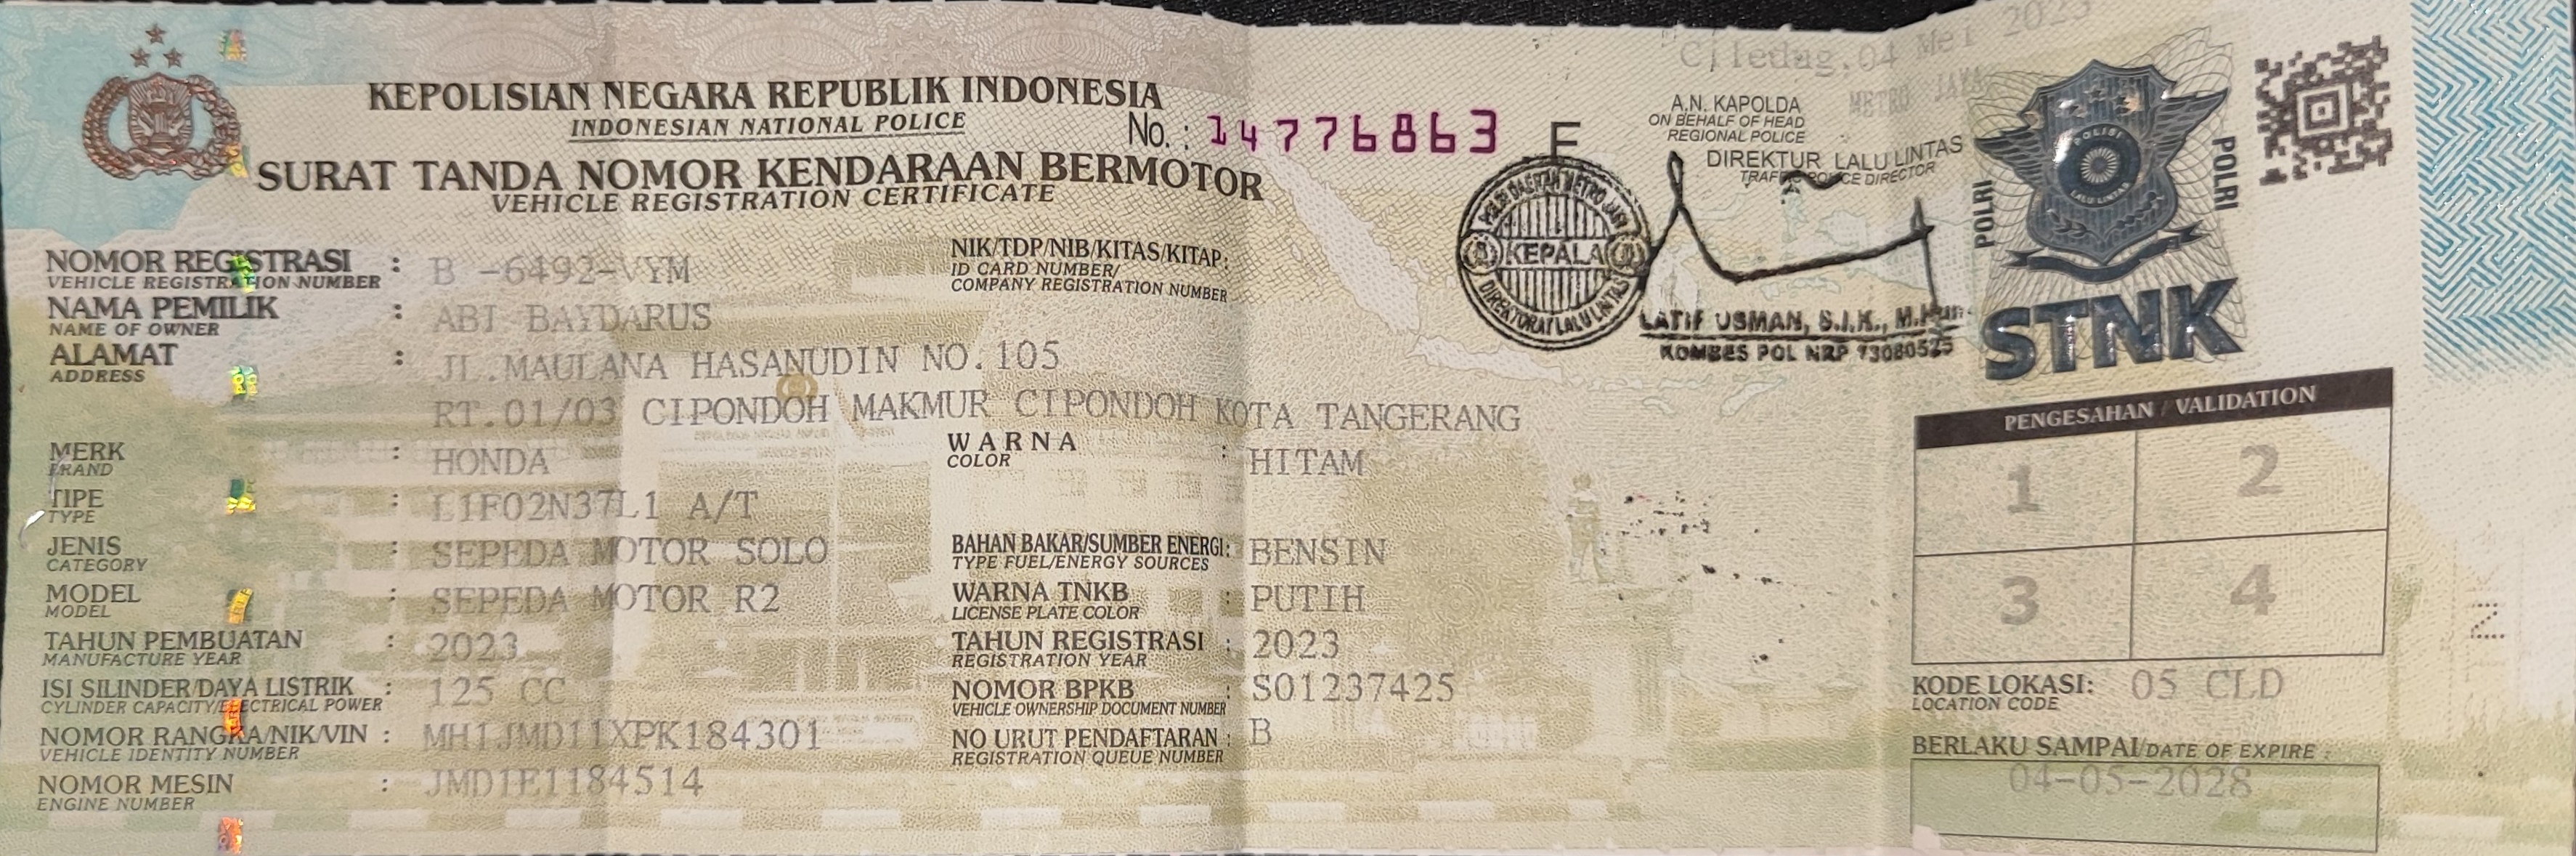 KEPOLISIAN NEGARA REPUBLIK INDONESIA
INDONESIAN NATIONAL POLICE
No. : 14776863 F
SURAT TANDA NOMOR KENDARAAN BERMOTOR
VEHICLE REGISTRATION CERTIFICATE
NOMOR REGISTRASI : B -6492-VYM
VEHICLE REGISTRATION NUMBER
NIK/TDP/NIB/KITAS/KITAP:
ID CARD NUMBER/
COMPANY REGISTRATION NUMBER
NAMA PEMILIK : ABI BAYDARUS
NAME OF OWNER
ALAMAT : JL.MAULANA HASANUDIN NO.105
ADDRESS
RT.01/03 CIPONDOH MAKMUR CIPONDOH KOTA TANGERANG
MERK : HONDA
BRAND
WARNA : HITAM
COLOR
TIPE : L1F02N37L1 A/T
TYPE
JENIS : SEPEDA MOTOR SOLO
CATEGORY
BAHAN BAKAR/SUMBER ENERGI: BENSIN
TYPE FUEL/ENERGY SOURCES
MODEL : SEPEDA MOTOR R2
MODEL
WARNA TNKB : PUTIH
LICENSE PLATE COLOR
TAHUN PEMBUATAN : 2023
MANUFACTURE YEAR
TAHUN REGISTRASI : 2023
REGISTRATION YEAR
ISI SILINDER/DAYA LISTRIK : 125 CC
CYLINDER CAPACITY/ELECTRICAL POWER
NOMOR BPKB : S01237425
VEHICLE OWNERSHIP DOCUMENT NUMBER
NOMOR RANGKA/NIK/VIN : MH1JMD11XPK184301
VEHICLE IDENTITY NUMBER
NO URUT PENDAFTARAN : B
REGISTRATION QUEUE NUMBER
NOMOR MESIN : JMD1E1184514
ENGINE NUMBER
Ciledug,04 Mei 2023
METRO JAYA
A.N. KAPOLDA
ON BEHALF OF HEAD
REGIONAL POLICE
DIREKTUR LALU LINTAS
TRAFFIC POLICE DIRECTOR
POLISI DAERAH METRO JAYA
KEPALA
DIREKTORAT LALU LINTAS
LATIF USMAN, S.I.K., M.Hum
KOMBES POL NRP 73080525
POLRI
POLISI
LALU LINTAS
POLRI
STNK
PENGESAHAN / VALIDATION
1 2
3 4
KODE LOKASI: 05 CLD
LOCATION CODE
BERLAKU SAMPAI/DATE OF EXPIRE :
04-05-2028